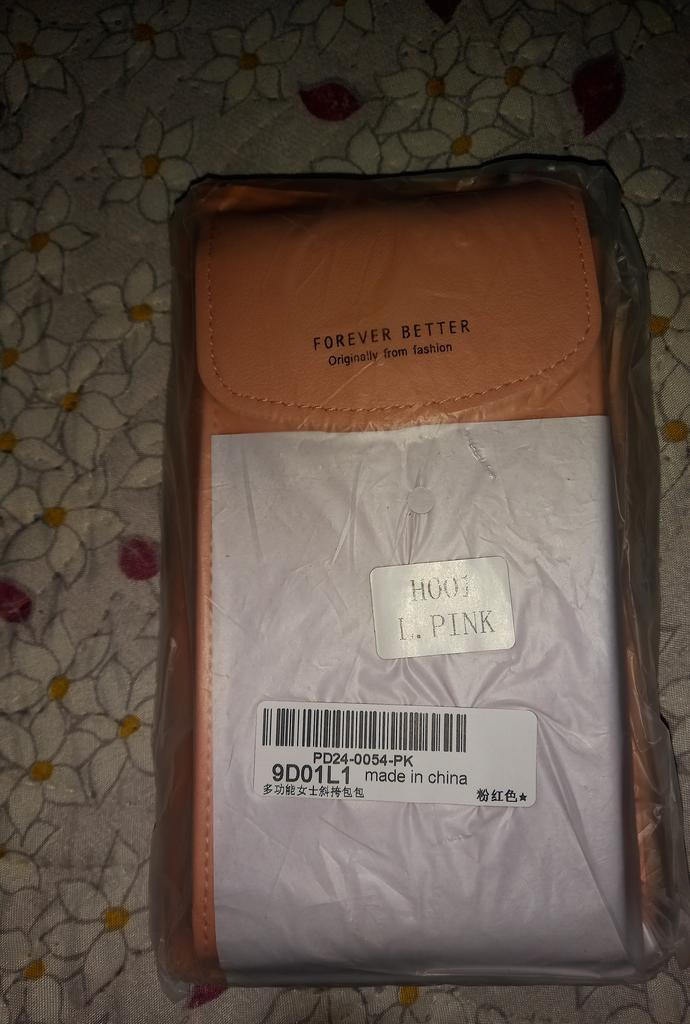 FOREVER BETTER
Originally from fashion
L. PINK
PD24-0054-PK
9D01L1 made in china
多功能女士斜挎包包 粉红色★